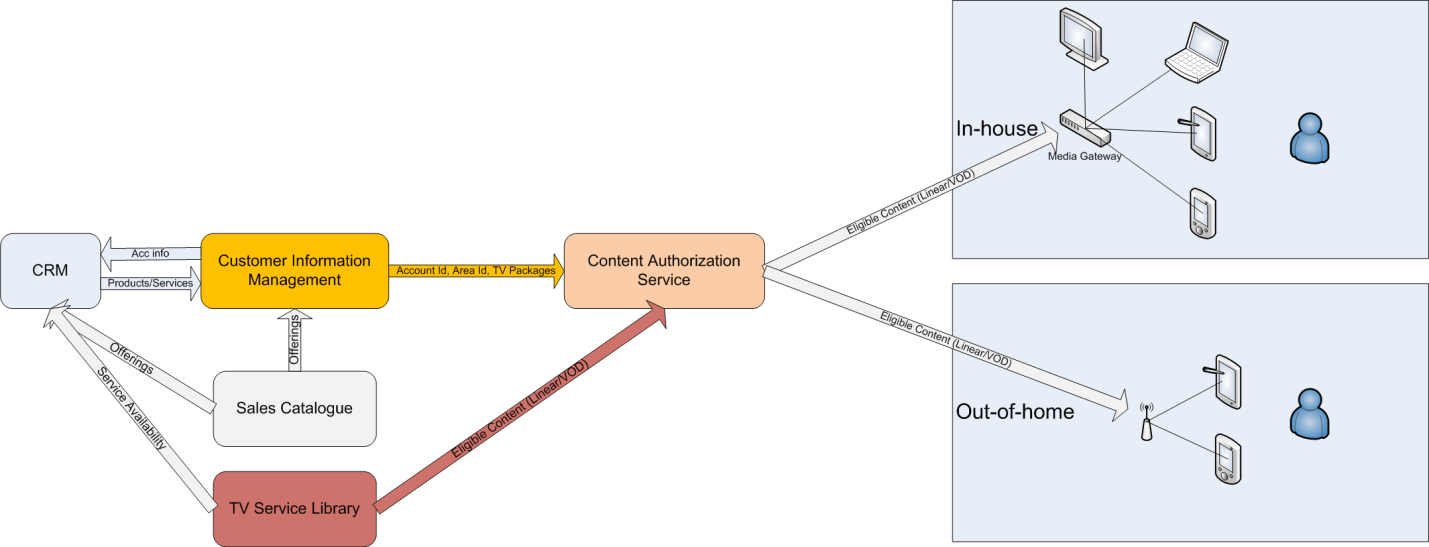 In-house
Media Gateway
Eligible Content (Linear/VOD)
CRM
Acc info
Products/Services
Customer Information
Management
Account Id, Area Id, TV Packages
Content Authorization
Service
Eligible Content (Linear/VOD)
Offerings
Offerings
Service Availability
Sales Catalogue
Eligible Content (Linear/VOD)
Out-of-home
TV Service Library